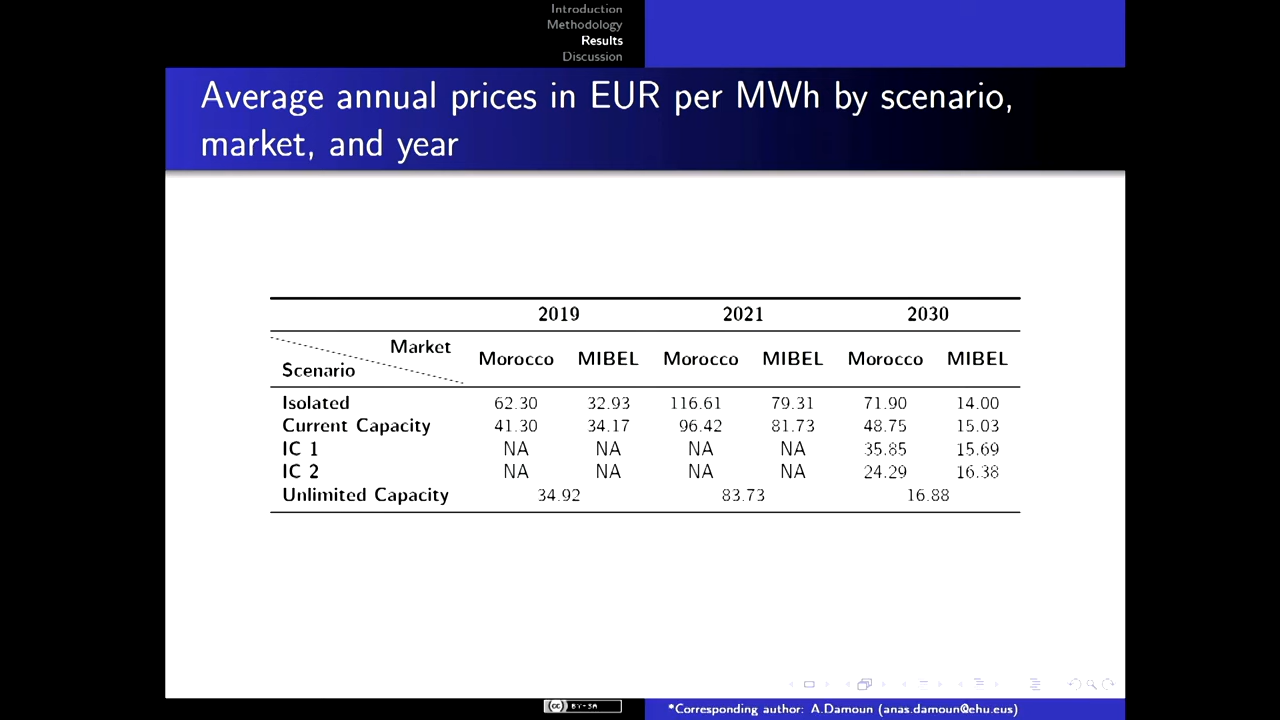 Introduction
Methodology
Results
Discussion
Average annual prices in EUR per MWh by scenario,
market, and year
2019 2021 2030
Market
Scenario
Morocco MIBEL Morocco MIBEL Morocco MIBEL
Isolated 62.30 32.93 116.61 79.31 71.90 14.00
Current Capacity 41.30 34.17 96.42 81.73 48.75 15.03
IC 1 NA NA NA NA 35.85 15.69
IC 2 NA NA NA NA 24.29 16.38
Unlimited Capacity 34.92 83.73 16.88
cc BY-SA
*Corresponding author: A.Damoun (anas.damoun@ehu.eus)